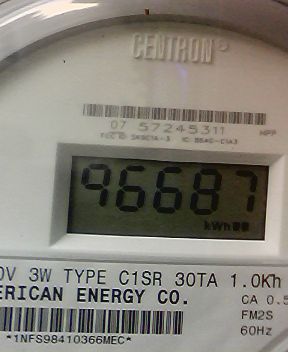 CENTRON®
07 57245311 HPP
96687
kWh
0V 3W TYPE C1SR 30TA 1.0Kh
ERICAN ENERGY CO. CA 0.5
FM2S
60Hz
*1NFS98410366MEC*